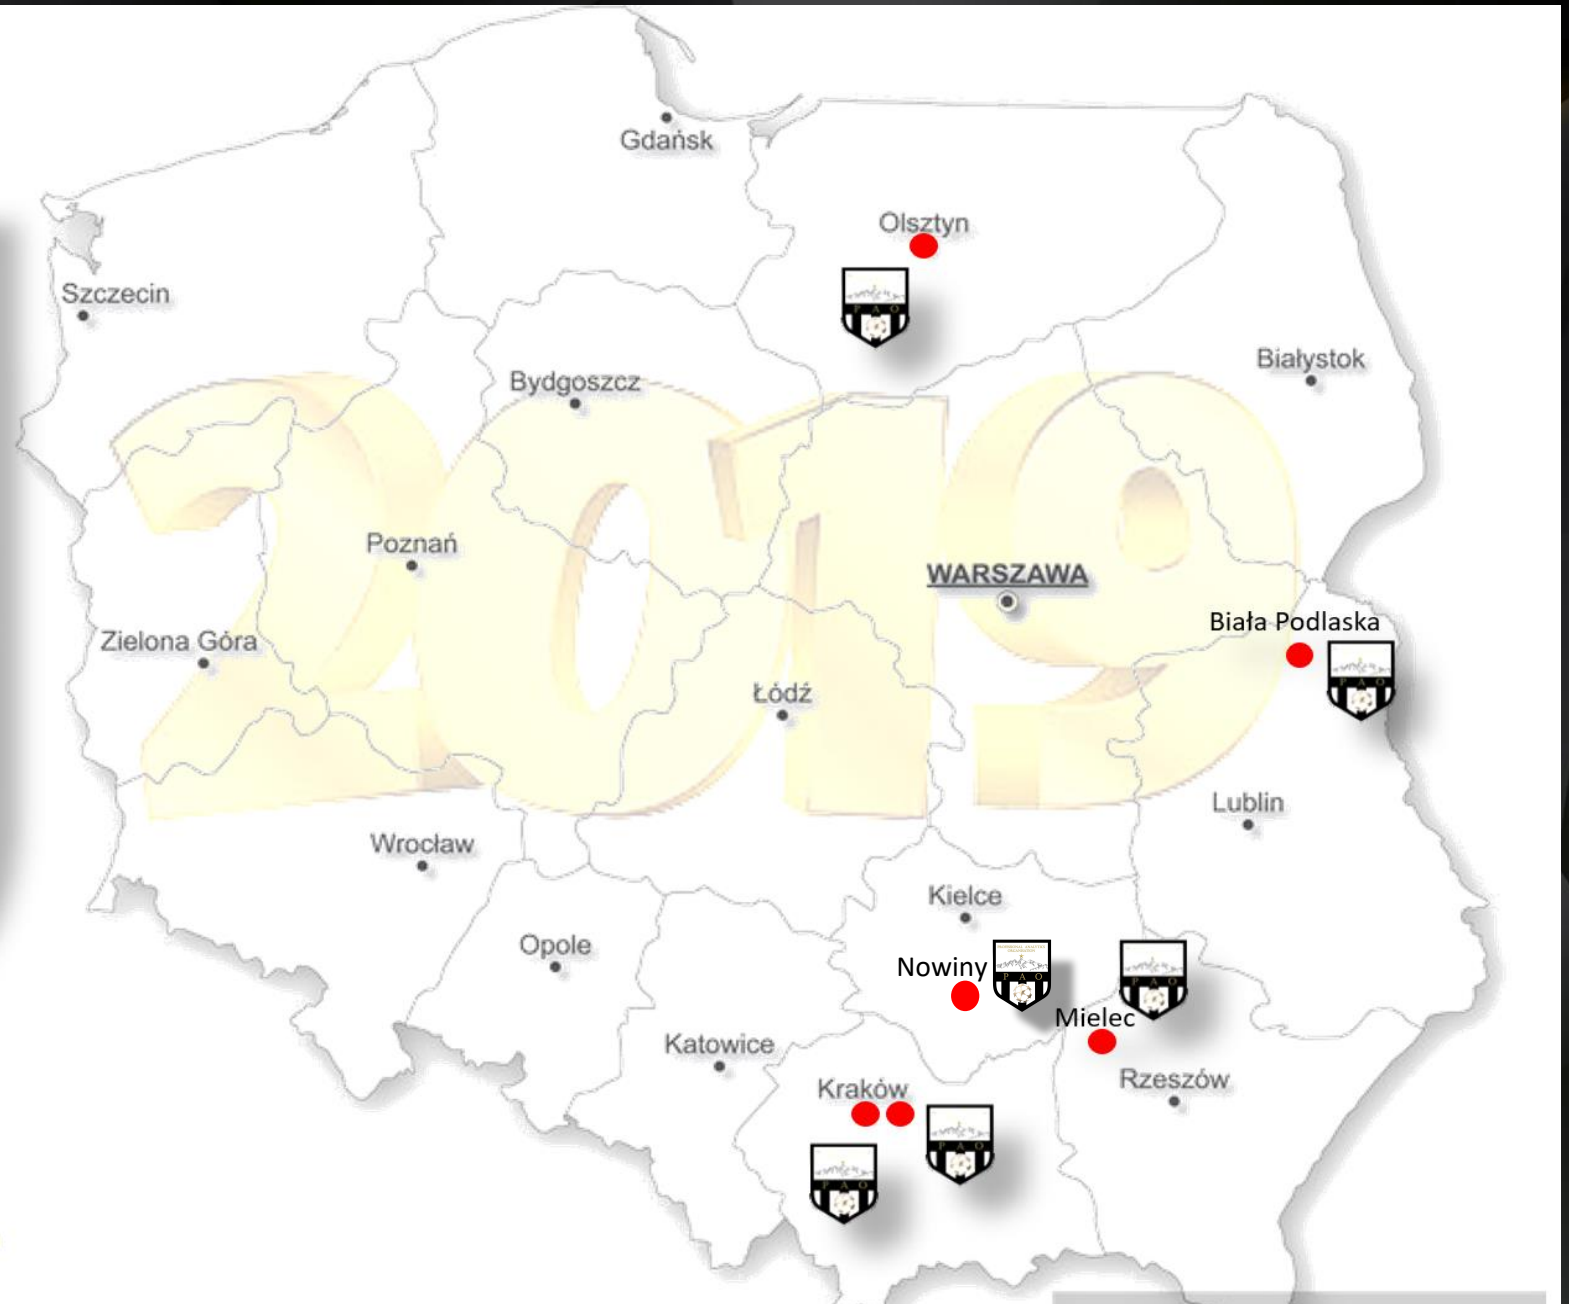 Gdańsk
Olsztyn
P A O
Szczecin
Białystok
Bydgoszcz
2019
Poznań
WARSZAWA
Biała Podlaska
P A O
Zielona Góra
Łódź
Lublin
Wrocław
Kielce
Opole
Nowiny
P A O
P A O
Mielec
Katowice
Rzeszów
Kraków
P A O
P A O